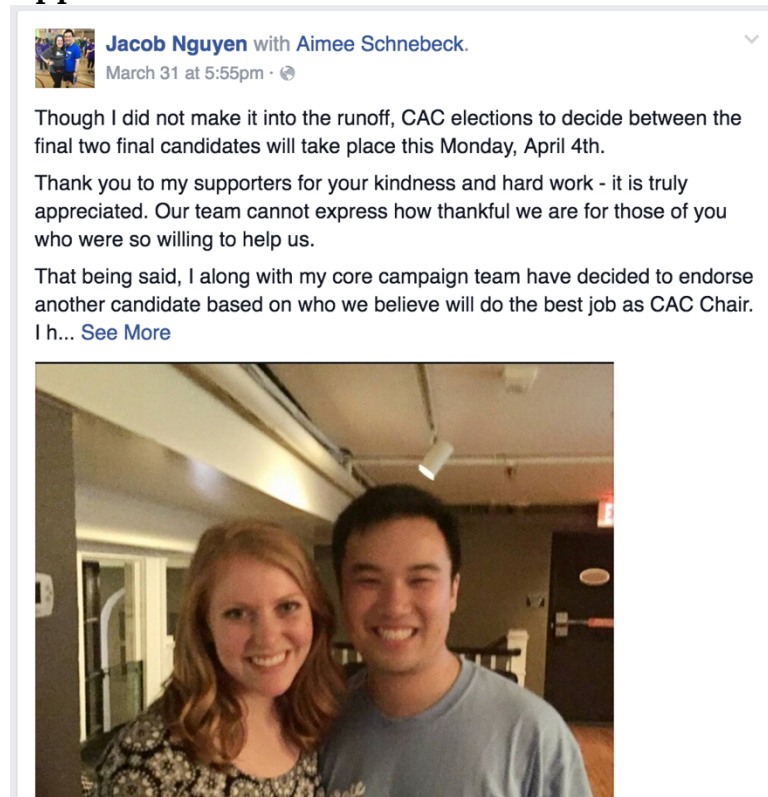 Jacob Nguyen with Aimee Schnebeck.
March 31 at 5:55pm ·
Though I did not make it into the runoff, CAC elections to decide between the
final two final candidates will take place this Monday, April 4th.
Thank you to my supporters for your kindness and hard work - it is truly
appreciated. Our team cannot express how thankful we are for those of you
who were so willing to help us.
That being said, I along with my core campaign team have decided to endorse
another candidate based on who we believe will do the best job as CAC Chair.
I h... See More